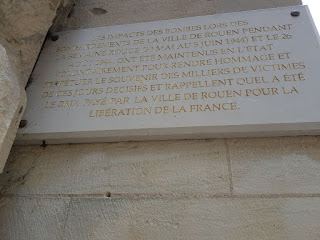 LES IMPACTS DES BOMBES LORS DES
BOMBARDEMENTS DE LA VILLE DE ROUEN PENDANT
LA SEMAINE ROUGE (30 MAI AU 5 JUIN 1944) ET LE 26
AOUT 1944 ONT ÉTÉ MAINTENUS EN L'ÉTAT
VOLONTAIREMENT POUR RENDRE HOMMAGE ET
PERPÉTUER LE SOUVENIR DES MILLIERS DE VICTIMES
DE CES JOURS DÉCISIFS ET RAPPELLENT QUEL A ÉTÉ
LE PRIX PAYÉ PAR LA VILLE DE ROUEN POUR LA
LIBÉRATION DE LA FRANCE.